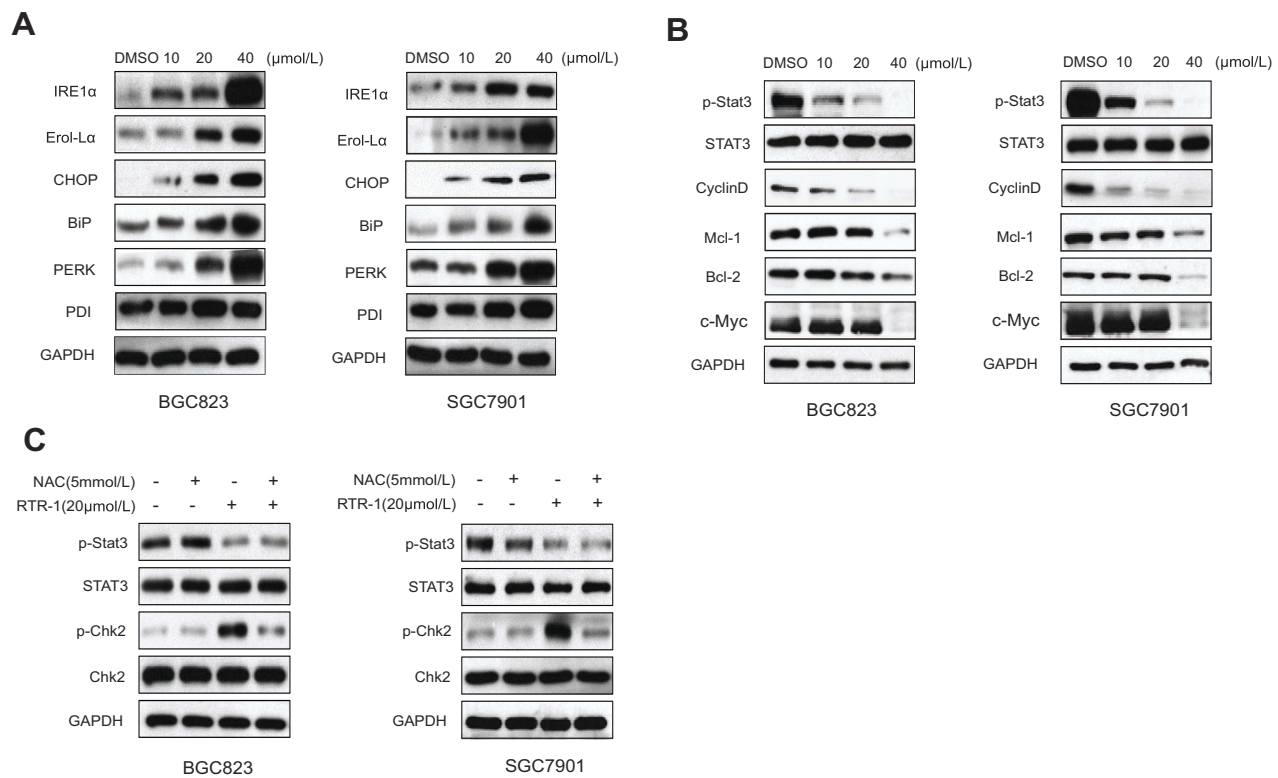 A
DMSO 10 20 40 (μmol/L)
IRE1α
Erol-Lα
CHOP
BiP
PERK
PDI
GAPDH
BGC823
DMSO 10 20 40 (μmol/L)
IRE1α
Erol-Lα
CHOP
BiP
PERK
PDI
GAPDH
SGC7901
B
DMSO 10 20 40 (μmol/L)
p-Stat3
STAT3
CyclinD
Mcl-1
Bcl-2
c-Myc
GAPDH
BGC823
DMSO 10 20 40 (μmol/L)
p-Stat3
STAT3
CyclinD
Mcl-1
Bcl-2
c-Myc
GAPDH
SGC7901
C
NAC(5mmol/L) - + - +
RTR-1(20μmol/L) - - + +
p-Stat3
STAT3
p-Chk2
Chk2
GAPDH
BGC823
NAC(5mmol/L) - + - +
RTR-1(20μmol/L) - - + +
p-Stat3
STAT3
p-Chk2
Chk2
GAPDH
SGC7901